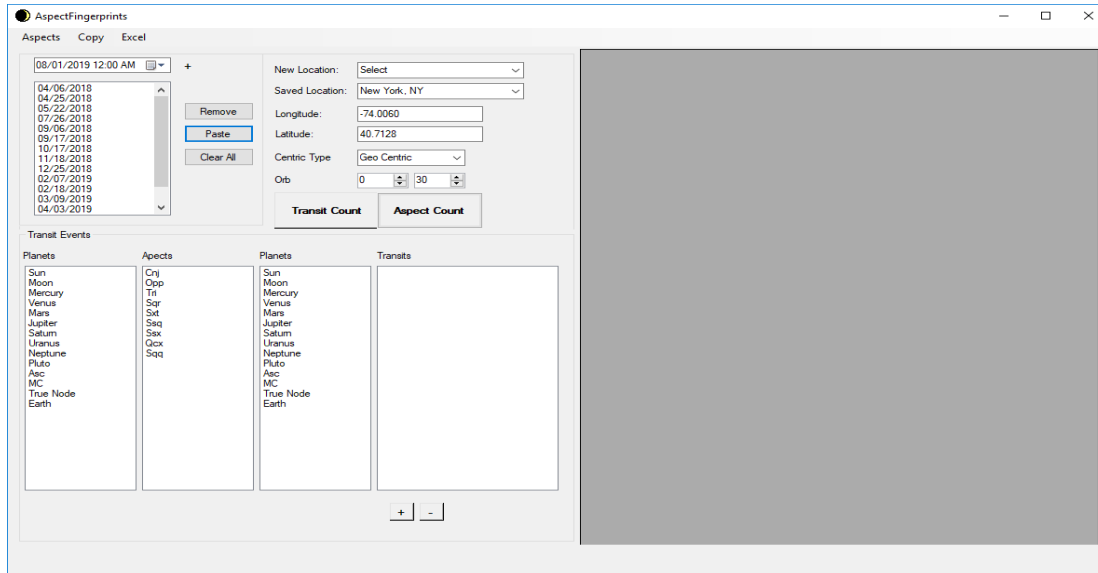 AspectFingerprints
Aspects Copy Excel
08/01/2019 12:00 AM +
04/06/2018
04/25/2018
05/22/2018
07/26/2018
09/06/2018
09/17/2018
10/17/2018
11/18/2018
12/25/2018
02/07/2019
02/18/2019
03/09/2019
04/03/2019
Remove
Paste
Clear All
New Location: Select
Saved Location: New York, NY
Longitude: -74.0060
Latitude: 40.7128
Centric Type Geo Centric
Orb 0 30
Transit Count Aspect Count
Transit Events
Planets
Sun
Moon
Mercury
Venus
Mars
Jupiter
Saturn
Uranus
Neptune
Pluto
Asc
MC
True Node
Earth
Apects
Cnj
Opp
Tri
Sqr
Sxt
Ssq
Ssx
Qcx
Sqq
Planets
Sun
Moon
Mercury
Venus
Mars
Jupiter
Saturn
Uranus
Neptune
Pluto
Asc
MC
True Node
Earth
Transits
+ -